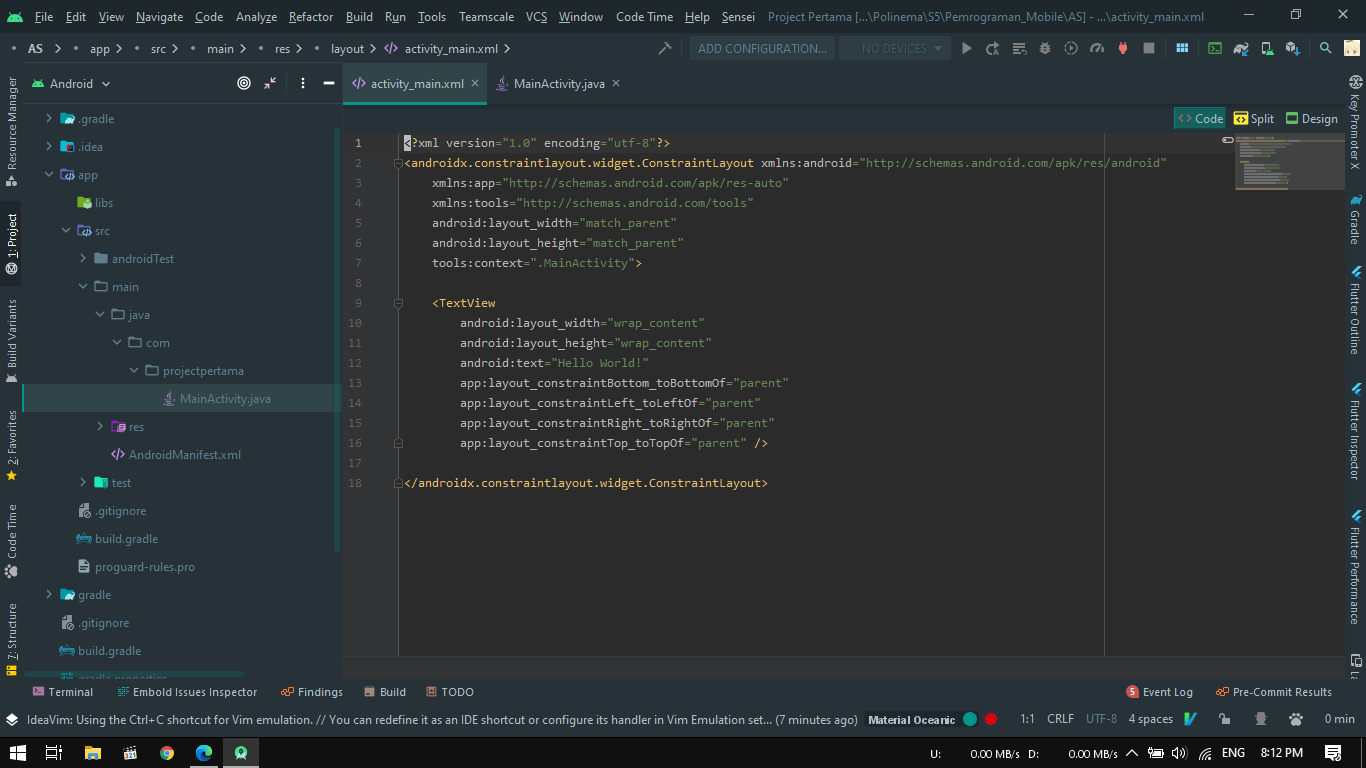 File Edit View Navigate Code Analyze Refactor Build Run Tools Teamscale VCS Window Code Time Help Sensei Project Pertama [...\Polinema\S5\Pemrograman_Mobile\AS] - ...\activity_main.xml
AS app src main res layout activity_main.xml ADD CONFIGURATION... NO DEVICES
Android
activity_main.xml MainActivity.java
Code Split Design
Resource Manager
1: Project
Build Variants
2: Favorites
Code Time
7: Structure
.gradle
.idea
app
libs
src
androidTest
main
java
com
projectpertama
MainActivity.java
res
AndroidManifest.xml
test
.gitignore
build.gradle
proguard-rules.pro
gradle
.gitignore
build.gradle
gradle.properties
1 <?xml version="1.0" encoding="utf-8"?>
2 <androidx.constraintlayout.widget.ConstraintLayout xmlns:android="http://schemas.android.com/apk/res/android"
3 xmlns:app="http://schemas.android.com/apk/res-auto"
4 xmlns:tools="http://schemas.android.com/tools"
5 android:layout_width="match_parent"
6 android:layout_height="match_parent"
7 tools:context=".MainActivity">
8
9 <TextView
10 android:layout_width="wrap_content"
11 android:layout_height="wrap_content"
12 android:text="Hello World!"
13 app:layout_constraintBottom_toBottomOf="parent"
14 app:layout_constraintLeft_toLeftOf="parent"
15 app:layout_constraintRight_toRightOf="parent"
16 app:layout_constraintTop_toTopOf="parent" />
17
18 </androidx.constraintlayout.widget.ConstraintLayout>
Key Promoter X
Gradle
Flutter Outline
Flutter Inspector
Flutter Performance
Terminal Embold Issues Inspector Findings Build TODO 5 Event Log Pre-Commit Results
IdeaVim: Using the Ctrl+C shortcut for Vim emulation. // You can redefine it as an IDE shortcut or configure its handler in Vim Emulation set... (7 minutes ago) Material Oceanic 1:1 CRLF UTF-8 4 spaces 0 min
U: 0.00 MB/s D: 0.00 MB/s ENG 8:12 PM